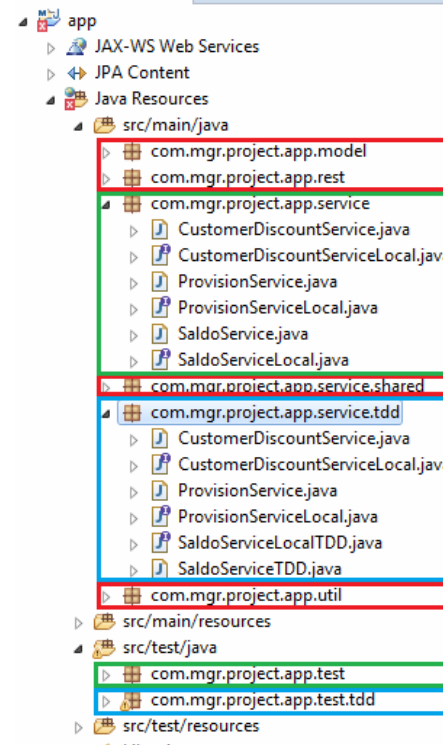 app
JAX-WS Web Services
JPA Content
Java Resources
src/main/java
com.mgr.project.app.model
com.mgr.project.app.rest
com.mgr.project.app.service
CustomerDiscountService.java
CustomerDiscountServiceLocal.jav
ProvisionService.java
ProvisionServiceLocal.java
SaldoService.java
SaldoServiceLocal.java
com.mgr.project.app.service.shared
com.mgr.project.app.service.tdd
CustomerDiscountService.java
CustomerDiscountServiceLocal.jav
ProvisionService.java
ProvisionServiceLocal.java
SaldoServiceLocalTDD.java
SaldoServiceTDD.java
com.mgr.project.app.util
src/main/resources
src/test/java
com.mgr.project.app.test
com.mgr.project.app.test.tdd
src/test/resources